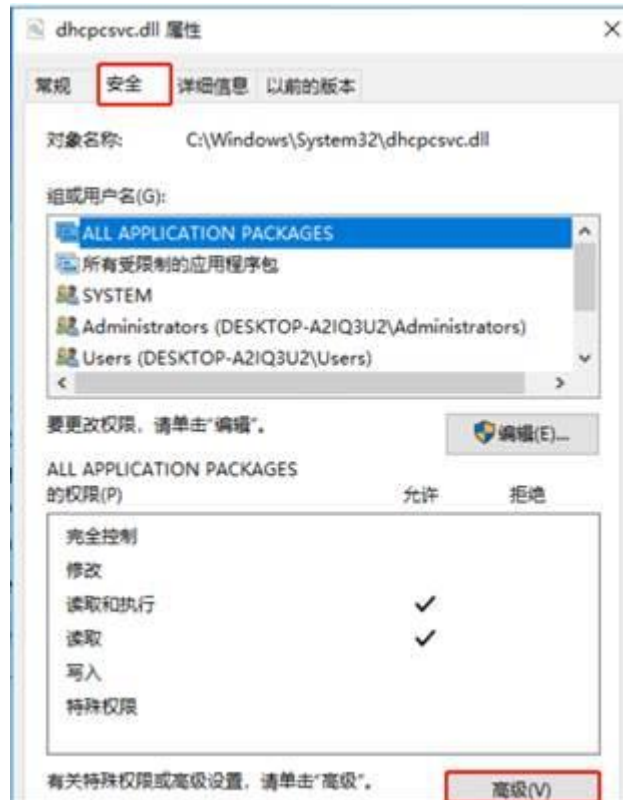 dhcpcsvc.dll 属性
常规 安全 详细信息 以前的版本
对象名称: C:\Windows\System32\dhcpcsvc.dll
组或用户名(G):
ALL APPLICATION PACKAGES
所有受限制的应用程序包
SYSTEM
Administrators (DESKTOP-A2IQ3U2\Administrators)
Users (DESKTOP-A2IQ3U2\Users)
要更改权限，请单击"编辑"。 编辑(E)...
ALL APPLICATION PACKAGES
的权限(P) 允许 拒绝
完全控制
修改
读取和执行
读取
写入
特殊权限
有关特殊权限或高级设置，请单击"高级"。 高级(V)